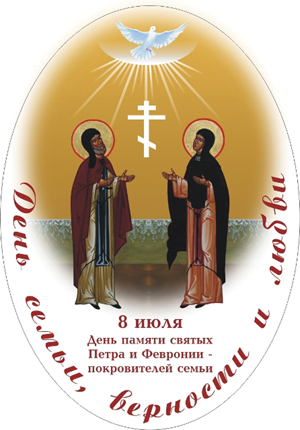 День семьи, верности и любви
8 июля
День памяти святых
Петра и Февронии -
покровителей семьи